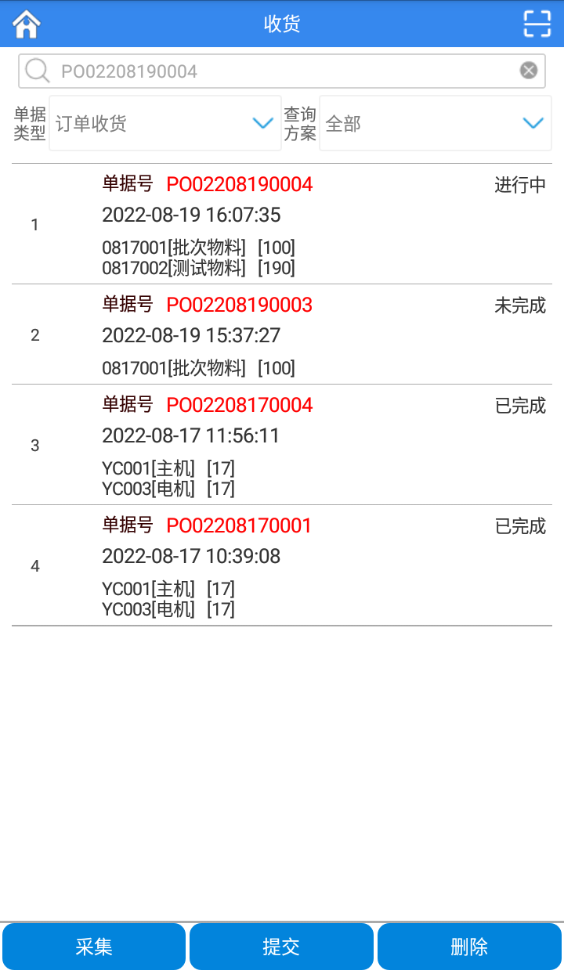 收货
PO02208190004
单据类型 订单收货 查询方案 全部
单据号 PO02208190004 进行中
1
2022-08-19 16:07:35
0817001[批次物料] [100]
0817002[测试物料] [190]
单据号 PO02208190003 未完成
2
2022-08-19 15:37:27
0817001[批次物料] [100]
单据号 PO02208170004 已完成
3
2022-08-17 11:56:11
YC001[主机] [17]
YC003[电机] [17]
单据号 PO02208170001 已完成
4
2022-08-17 10:39:08
YC001[主机] [17]
YC003[电机] [17]
采集 提交 删除